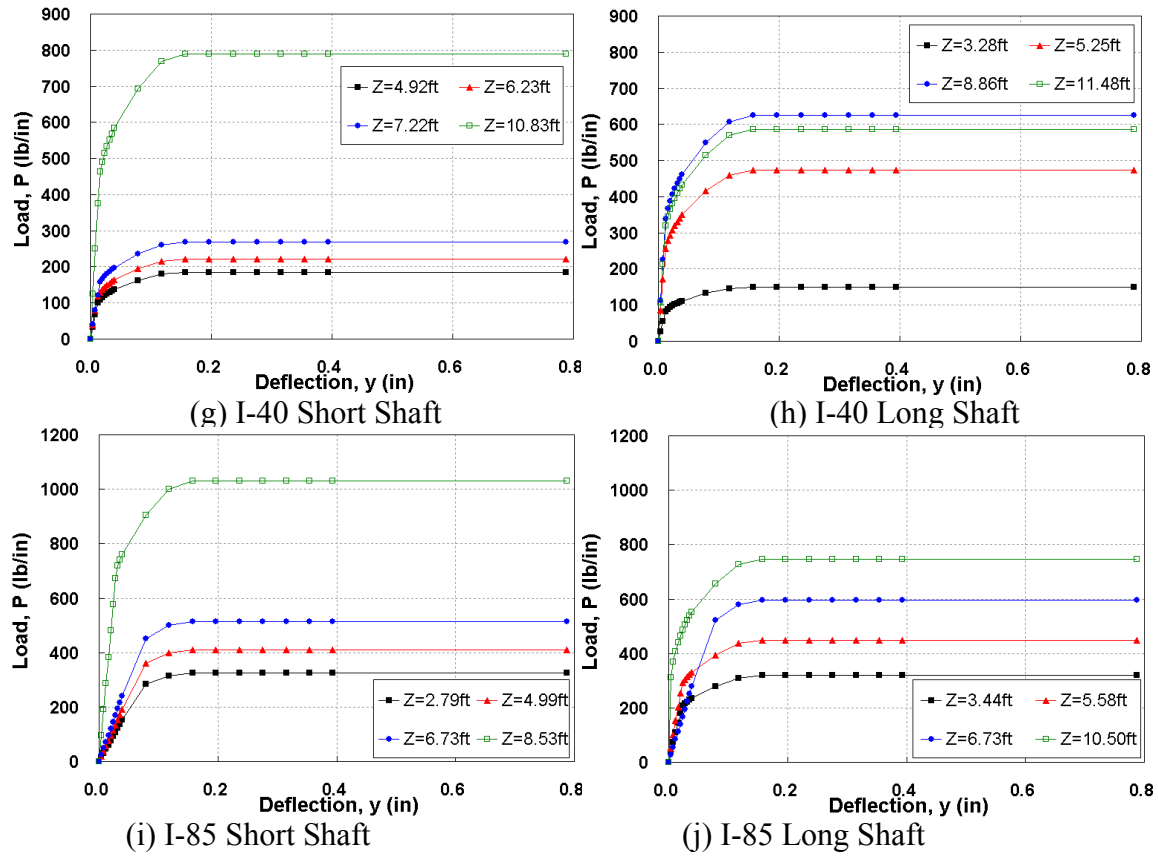 900
800
700
600
500
400
300
200
100
0
Load, P (lb/in)
Z=4.92ft Z=6.23ft
Z=7.22ft Z=10.83ft
0.0 0.2 0.4 0.6 0.8
Deflection, y (in)
(g) I-40 Short Shaft
900
800
700
600
500
400
300
200
100
0
Load, P (lb/in)
Z=3.28ft Z=5.25ft
Z=8.86ft Z=11.48ft
0.0 0.2 0.4 0.6 0.8
Deflection, y (in)
(h) I-40 Long Shaft
1200
1000
800
600
400
200
0
Load, P (lb/in)
Z=2.79ft Z=4.99ft
Z=6.73ft Z=8.53ft
0.0 0.2 0.4 0.6 0.8
Deflection, y (in)
(i) I-85 Short Shaft
1200
1000
800
600
400
200
0
Load, P (lb/in)
Z=3.44ft Z=5.58ft
Z=6.73ft Z=10.50ft
0.0 0.2 0.4 0.6 0.8
Deflection, y (in)
(j) I-85 Long Shaft